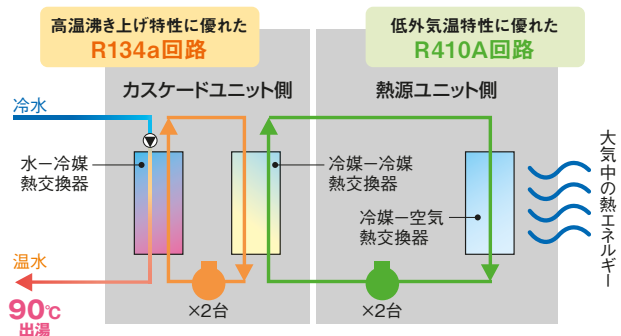 高温沸き上げ特性に優れた
R134a回路
低外気温特性に優れた
R410A回路
カスケードユニット側
熱源ユニット側
冷水
水ー冷媒
熱交換器
冷媒ー冷媒
熱交換器
冷媒ー空気
熱交換器
大気中の熱エネルギー
温水
90℃
出湯
×2台
×2台